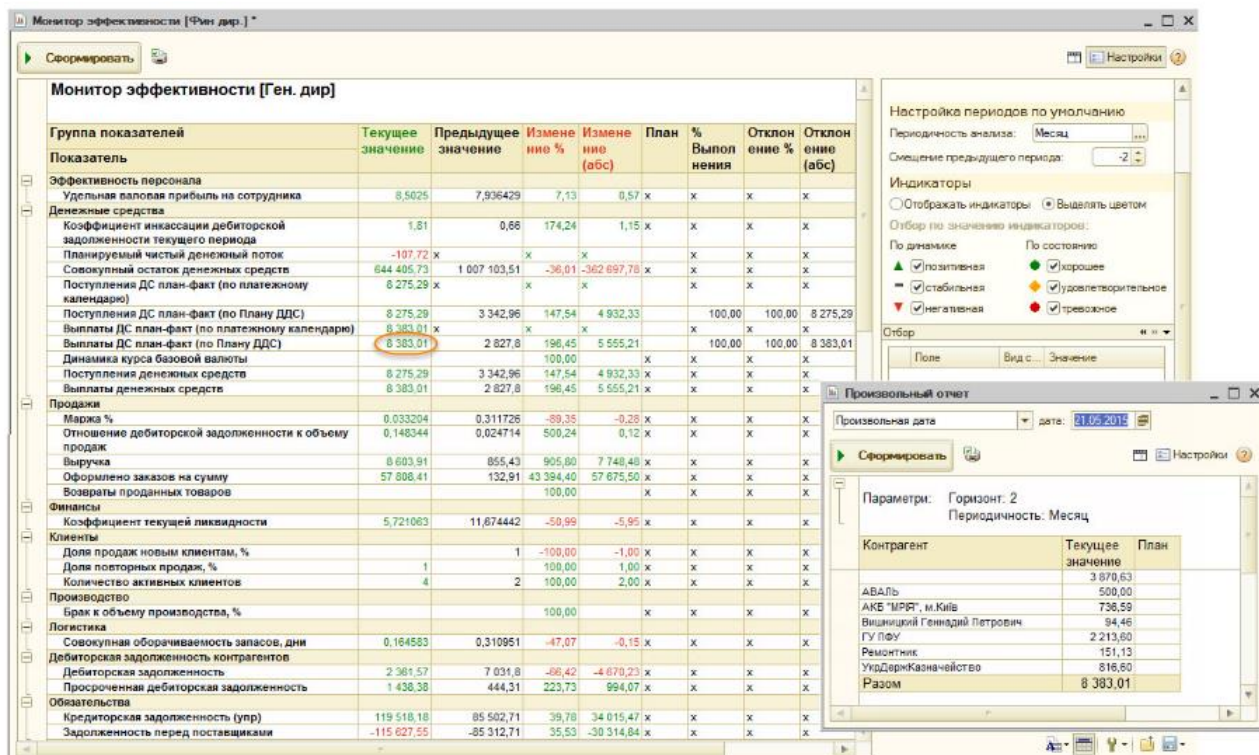 Монитор эффективности [Фин дир.] *
Сформировать
Настройки
Монитор эффективности [Ген. дир]
Группа показателей Текущее значение Предыдущее значение Измене ние % Измене ние (абс) План % Выпол нения Отклон ение % Отклон ение (абс)
Показатель
Эффективность персонала
Удельная валовая прибыль на сотрудника 8,5025 7,936429 7,13 0,57 x x x x
Денежные средства
Коэффициент инкассации дебиторской 1,81 0,66 174,24 1,15 x x x x
задолженности текущего периода
Планируемый чистый денежный поток -107,72 x x x x x x
Совокупный остаток денежных средств 644 405,73 1 007 103,51 -36,01 -362 697,78 x x x x
Поступления ДС план-факт (по платежному 8 275,29 x x x x x x
календарю)
Поступления ДС план-факт (по Плану ДДС) 8 275,29 3 342,96 147,54 4 932,33 100,00 100,00 8 275,29
Выплаты ДС план-факт (по платежному календарю) 8 383,01 x x x x x x
Выплаты ДС план-факт (по Плану ДДС) 8 383,01 2 827,8 196,45 5 555,21 100,00 100,00 8 383,01
Динамика курса базовой валюты 100,00 x x x x
Поступления денежных средств 8 275,29 3 342,96 147,54 4 932,33 x x x x
Выплаты денежных средств 8 383,01 2 827,8 196,45 5 555,21 x x x x
Продажи
Маржа % 0,033204 0,311726 -89,35 -0,28 x x x x
Отношение дебиторской задолженности к объему 0,148344 0,024714 500,24 0,12 x x x x
продаж
Выручка 8 603,91 855,43 905,80 7 748,48 x x x x
Оформлено заказов на сумму 57 808,41 132,91 43 394,40 57 675,50 x x x x
Возвраты проданных товаров 100,00 x x x x
Финансы
Коэффициент текущей ликвидности 5,721063 11,674442 -50,99 -5,95 x x x x
Клиенты
Доля продаж новым клиентам, % 1 -100,00 -1,00 x x x x
Доля повторных продаж, % 1 100,00 1,00 x x x x
Количество активных клиентов 4 2 100,00 2,00 x x x x
Производство
Брак к объему производства, % 100,00 x x x x
Логистика
Совокупная оборачиваемость запасов, дни 0,164583 0,310951 -47,07 -0,15 x x x x
Дебиторская задолженность контрагентов
Дебиторская задолженность 2 361,57 7 031,8 -66,42 -4 670,23 x x x x
Просроченная дебиторская задолженность 1 438,38 444,31 223,73 994,07 x x x x
Обязательства
Кредиторская задолженность (упр) 119 518,18 85 502,71 39,78 34 015,47 x x x x
Задолженность перед поставщиками -115 627,55 -85 312,71 35,53 -30 314,84 x x x x
Настройка периодов по умолчанию
Периодичность анализа: Месяц ...
Смещение предыдущего периода: -2
Индикаторы
Отображать индикаторы Выделять цветом
Отбор по значению индикаторов:
По динамике По состоянию
позитивная хорошее
стабильная удовлетворительное
негативная тревожное
Отбор
Поле Вид с... Значение
Произвольный отчет
Произвольная дата дата: 21.05.2015
Сформировать Настройки
Параметри: Горизонт: 2
Периодичность: Месяц
Контрагент Текущее значение План
3 870,63
АВАЛЬ 500,00
АКБ "МРІЯ", м.Київ 736,59
Вишницкий Геннадий Петрович 94,46
ГУ ПФУ 2 213,60
Ремонтник 151,13
УкрДержКазначейство 816,60
Разом 8 383,01